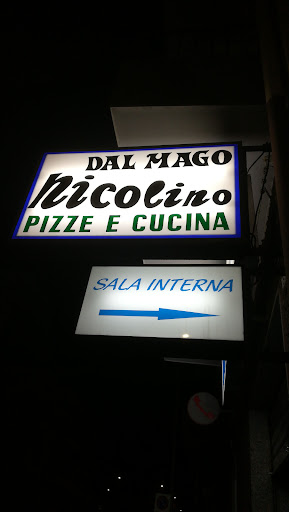 DAL MAGO
Nicolino
PIZZE E CUCINA
SALA INTERNA